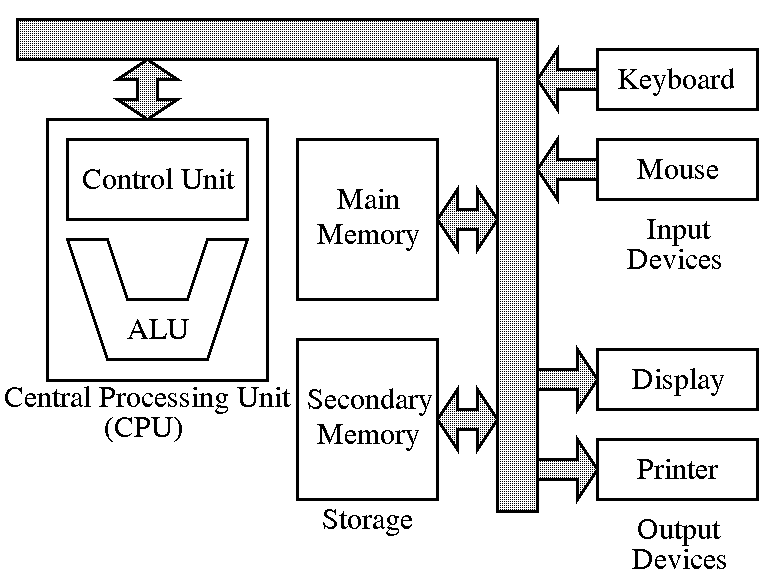 Control Unit
ALU
Central Processing Unit
(CPU)
Main
Memory
Secondary
Memory
Storage
Keyboard
Mouse
Input
Devices
Display
Printer
Output
Devices